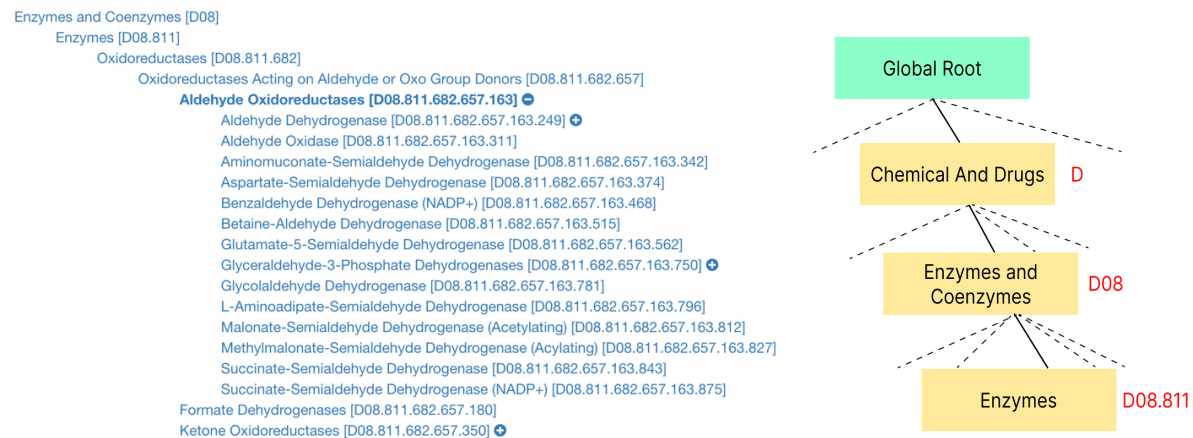 Enzymes and Coenzymes [D08]
Enzymes [D08.811]
Oxidoreductases [D08.811.682]
Oxidoreductases Acting on Aldehyde or Oxo Group Donors [D08.811.682.657]
Aldehyde Oxidoreductases [D08.811.682.657.163]
Aldehyde Dehydrogenase [D08.811.682.657.163.249]
Aldehyde Oxidase [D08.811.682.657.163.311]
Aminomuconate-Semialdehyde Dehydrogenase [D08.811.682.657.163.342]
Aspartate-Semialdehyde Dehydrogenase [D08.811.682.657.163.374]
Benzaldehyde Dehydrogenase (NADP+) [D08.811.682.657.163.468]
Betaine-Aldehyde Dehydrogenase [D08.811.682.657.163.515]
Glutamate-5-Semialdehyde Dehydrogenase [D08.811.682.657.163.562]
Glyceraldehyde-3-Phosphate Dehydrogenases [D08.811.682.657.163.750]
Glycolaldehyde Dehydrogenase [D08.811.682.657.163.781]
L-Aminoadipate-Semialdehyde Dehydrogenase [D08.811.682.657.163.796]
Malonate-Semialdehyde Dehydrogenase (Acetylating) [D08.811.682.657.163.812]
Methylmalonate-Semialdehyde Dehydrogenase (Acylating) [D08.811.682.657.163.827]
Succinate-Semialdehyde Dehydrogenase [D08.811.682.657.163.843]
Succinate-Semialdehyde Dehydrogenase (NADP+) [D08.811.682.657.163.875]
Formate Dehydrogenases [D08.811.682.657.180]
Ketone Oxidoreductases [D08.811.682.657.350]
Global Root
Chemical And Drugs D
Enzymes and
Coenzymes D08
Enzymes D08.811